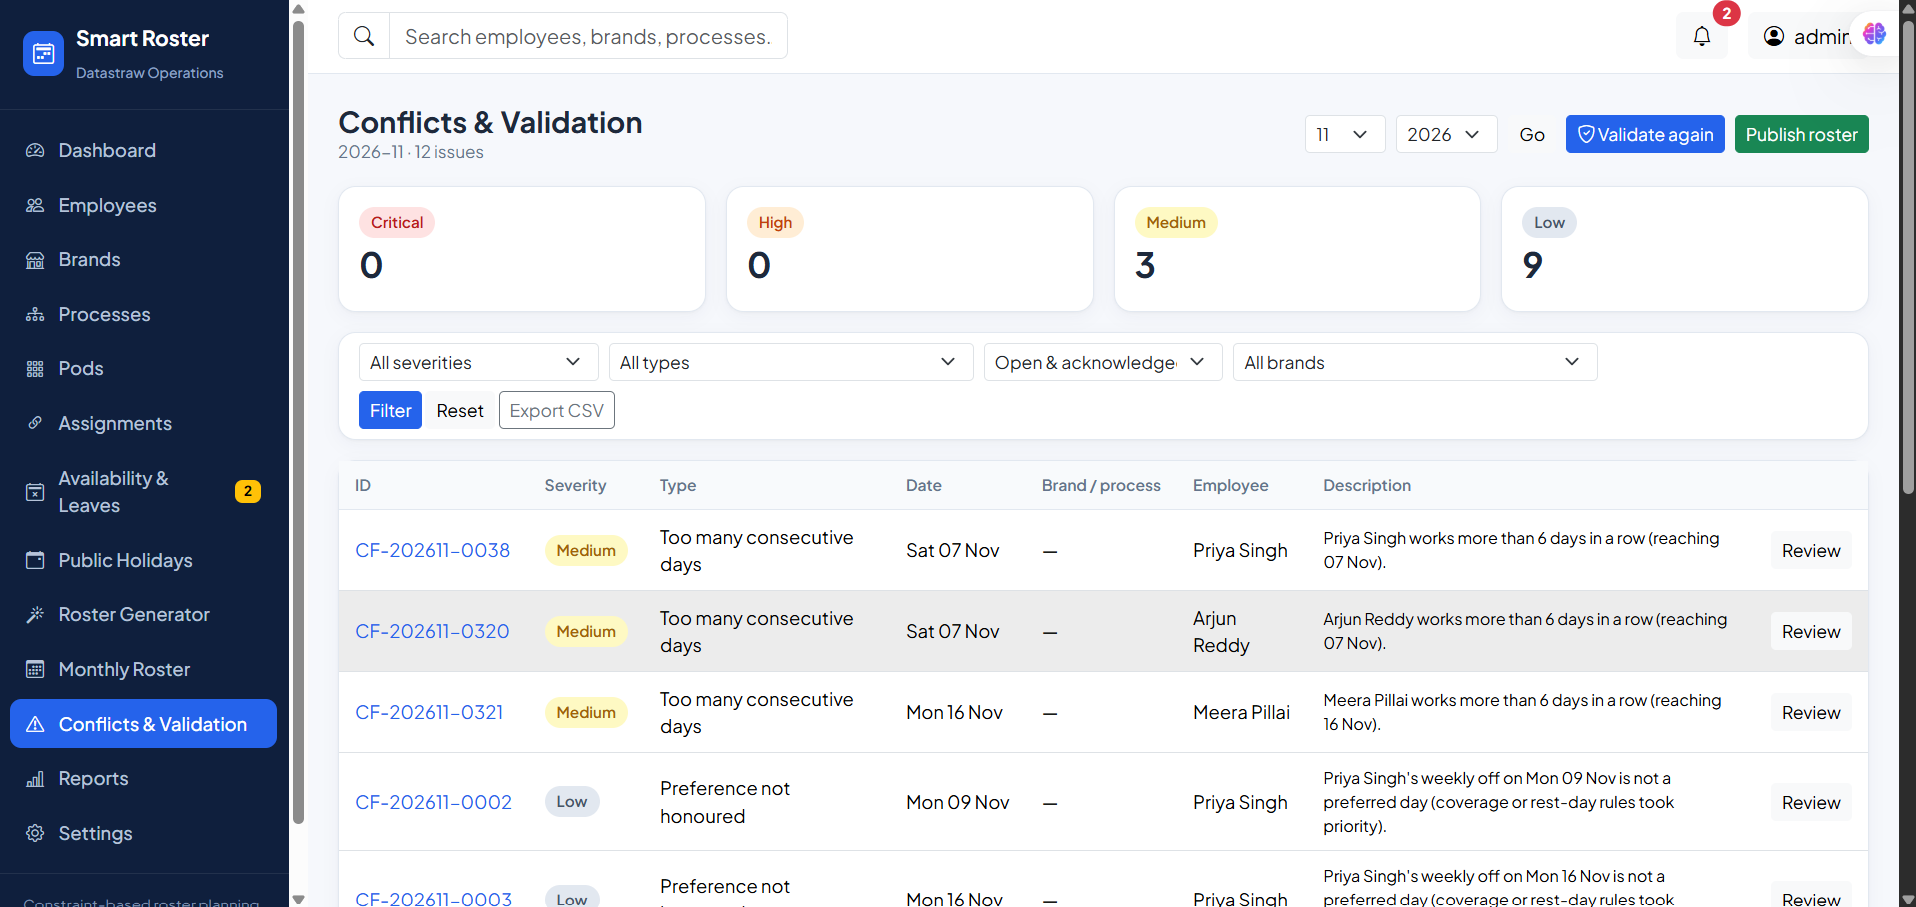 Smart Roster
Datastraw Operations
Dashboard
Employees
Brands
Processes
Pods
Assignments
Availability &
Leaves
2
Public Holidays
Roster Generator
Monthly Roster
Conflicts & Validation
Reports
Settings
Constraint-based roster planning
Search employees, brands, processes.
2
admin
Conflicts & Validation
2026-11 · 12 issues
11
2026
Go
Validate again
Publish roster
Critical
0
High
0
Medium
3
Low
9
All severities
All types
Open & acknowledge
All brands
Filter
Reset
Export CSV
ID Severity Type Date Brand / process Employee Description
CF-202611-0038 Medium Too many consecutive
days Sat 07 Nov — Priya Singh Priya Singh works more than 6 days in a row (reaching
07 Nov). Review
CF-202611-0320 Medium Too many consecutive
days Sat 07 Nov — Arjun
Reddy Arjun Reddy works more than 6 days in a row (reaching
07 Nov). Review
CF-202611-0321 Medium Too many consecutive
days Mon 16 Nov — Meera Pillai Meera Pillai works more than 6 days in a row (reaching
16 Nov). Review
CF-202611-0002 Low Preference not
honoured Mon 09 Nov — Priya Singh Priya Singh's weekly off on Mon 09 Nov is not a
preferred day (coverage or rest-day rules took
priority). Review
CF-202611-0003 Low Preference not
Mon 16 Nov — Priya Singh Priya Singh's weekly off on Mon 16 Nov is not a
preferred day (coverage or rest-day rules took
Review